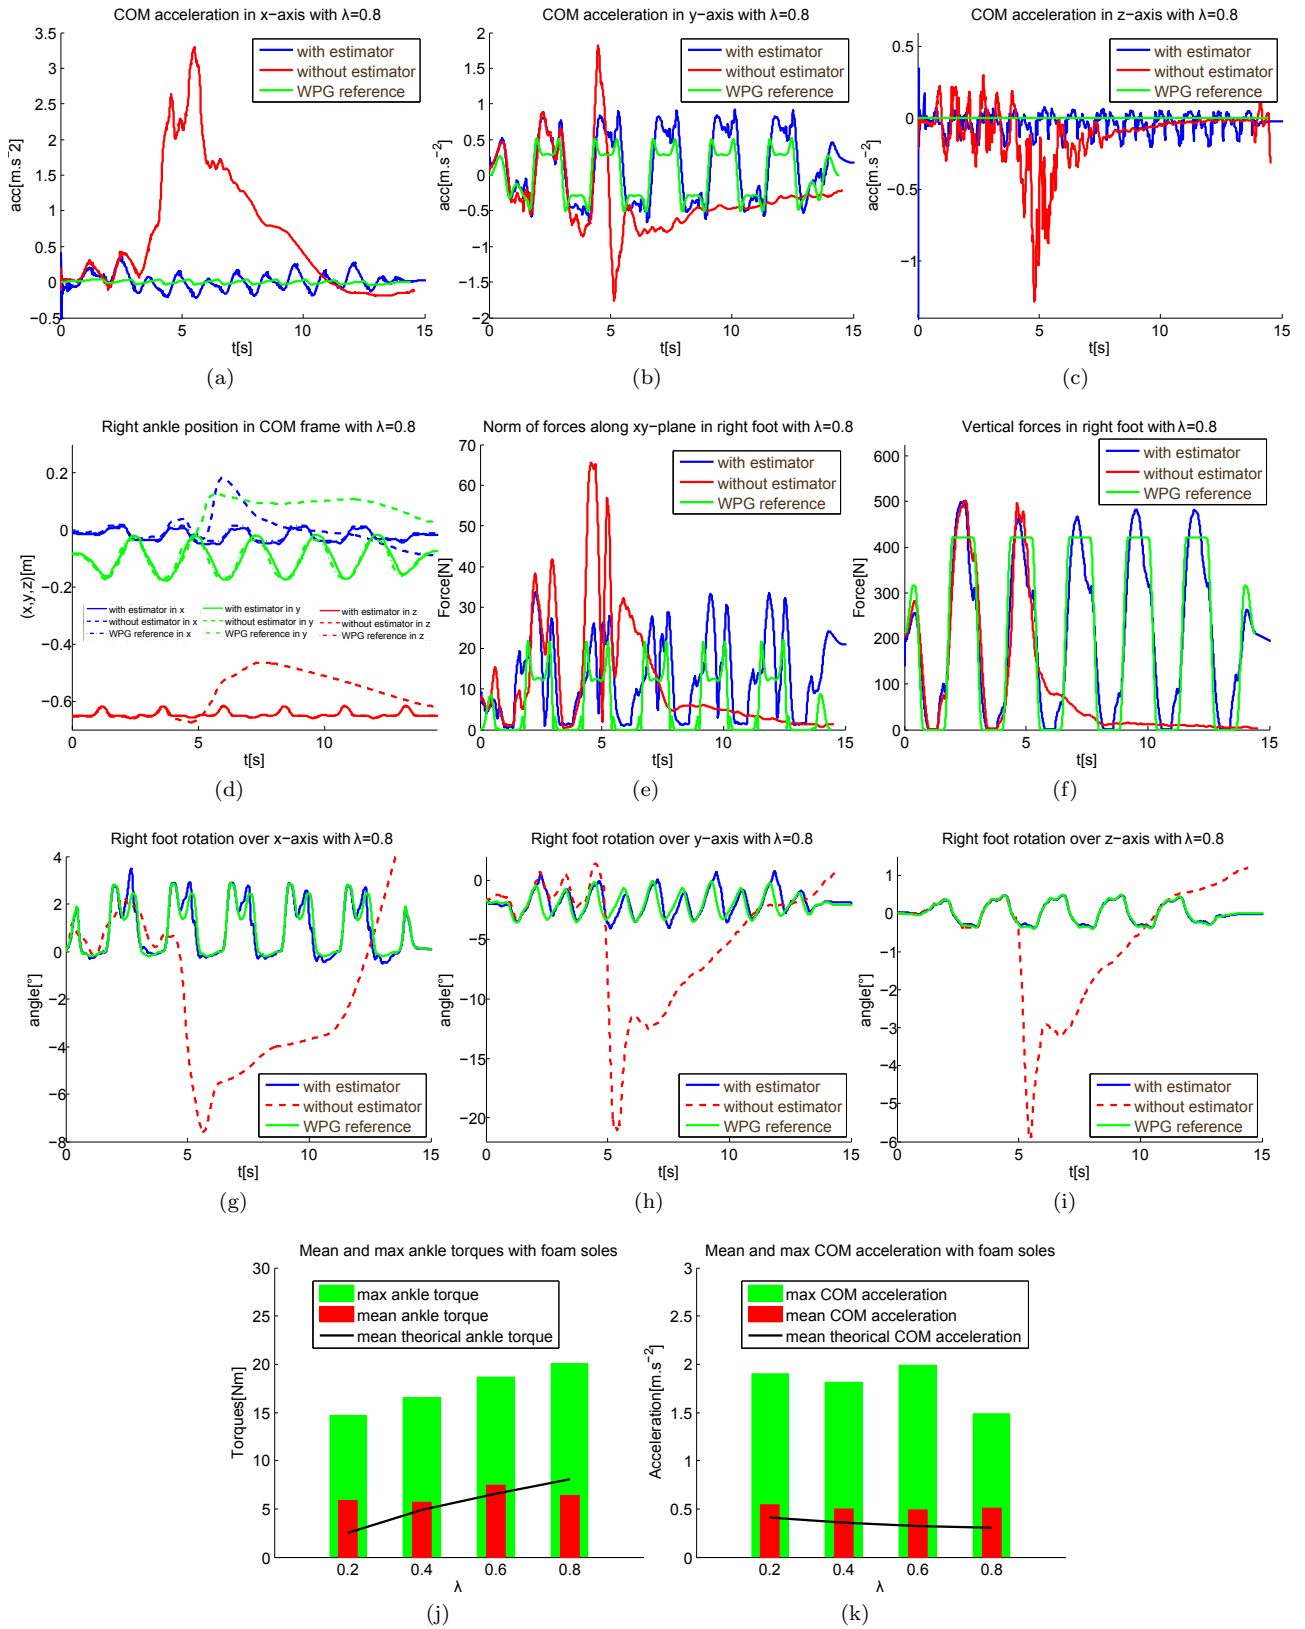 COM acceleration in x−axis with λ=0.8
3.5
3
2.5
2
1.5
1
0.5
0
−0.5
acc[m.s−2]
with estimator
without estimator
WPG reference
0 5 10 15
t[s]
(a)
COM acceleration in y−axis with λ=0.8
2
1.5
1
0.5
0
−0.5
−1
−1.5
−2
acc[m.s−2]
with estimator
without estimator
WPG reference
0 5 10 15
t[s]
(b)
COM acceleration in z−axis with λ=0.8
0.5
0
−0.5
−1
acc[m.s−2]
with estimator
without estimator
WPG reference
0 5 10 15
t[s]
(c)
Right ankle position in COM frame with λ=0.8
0.2
0
−0.2
−0.4
−0.6
(x,y,z)[m]
with estimator in x with estimator in y with estimator in z
without estimator in x without estimator in y without estimator in z
WPG reference in x WPG reference in y WPG reference in z
0 5 10
t[s]
(d)
Norm of forces along xy−plane in right foot with λ=0.8
70
60
50
40
30
20
10
0
Force[N]
with estimator
without estimator
WPG reference
0 5 10 15
t[s]
(e)
Vertical forces in right foot with λ=0.8
600
500
400
300
200
100
0
Force[N]
with estimator
without estimator
WPG reference
0 5 10 15
t[s]
(f)
Right foot rotation over x−axis with λ=0.8
4
2
0
−2
−4
−6
−8
angle[°]
with estimator
without estimator
WPG reference
0 5 10 15
t[s]
(g)
Right foot rotation over y−axis with λ=0.8
0
−5
−10
−15
−20
angle[°]
with estimator
without estimator
WPG reference
0 5 10 15
t[s]
(h)
Right foot rotation over z−axis with λ=0.8
1
0
−1
−2
−3
−4
−5
−6
angle[°]
with estimator
without estimator
WPG reference
0 5 10 15
t[s]
(i)
Mean and max ankle torques with foam soles
30
25
20
15
10
5
0
Torques[Nm]
max ankle torque
mean ankle torque
mean theorical ankle torque
0.2 0.4 0.6 0.8
λ
(j)
Mean and max COM acceleration with foam soles
3
2.5
2
1.5
1
0.5
0
Acceleration[m.s−2]
max COM acceleration
mean COM acceleration
mean theorical COM acceleration
0.2 0.4 0.6 0.8
λ
(k)